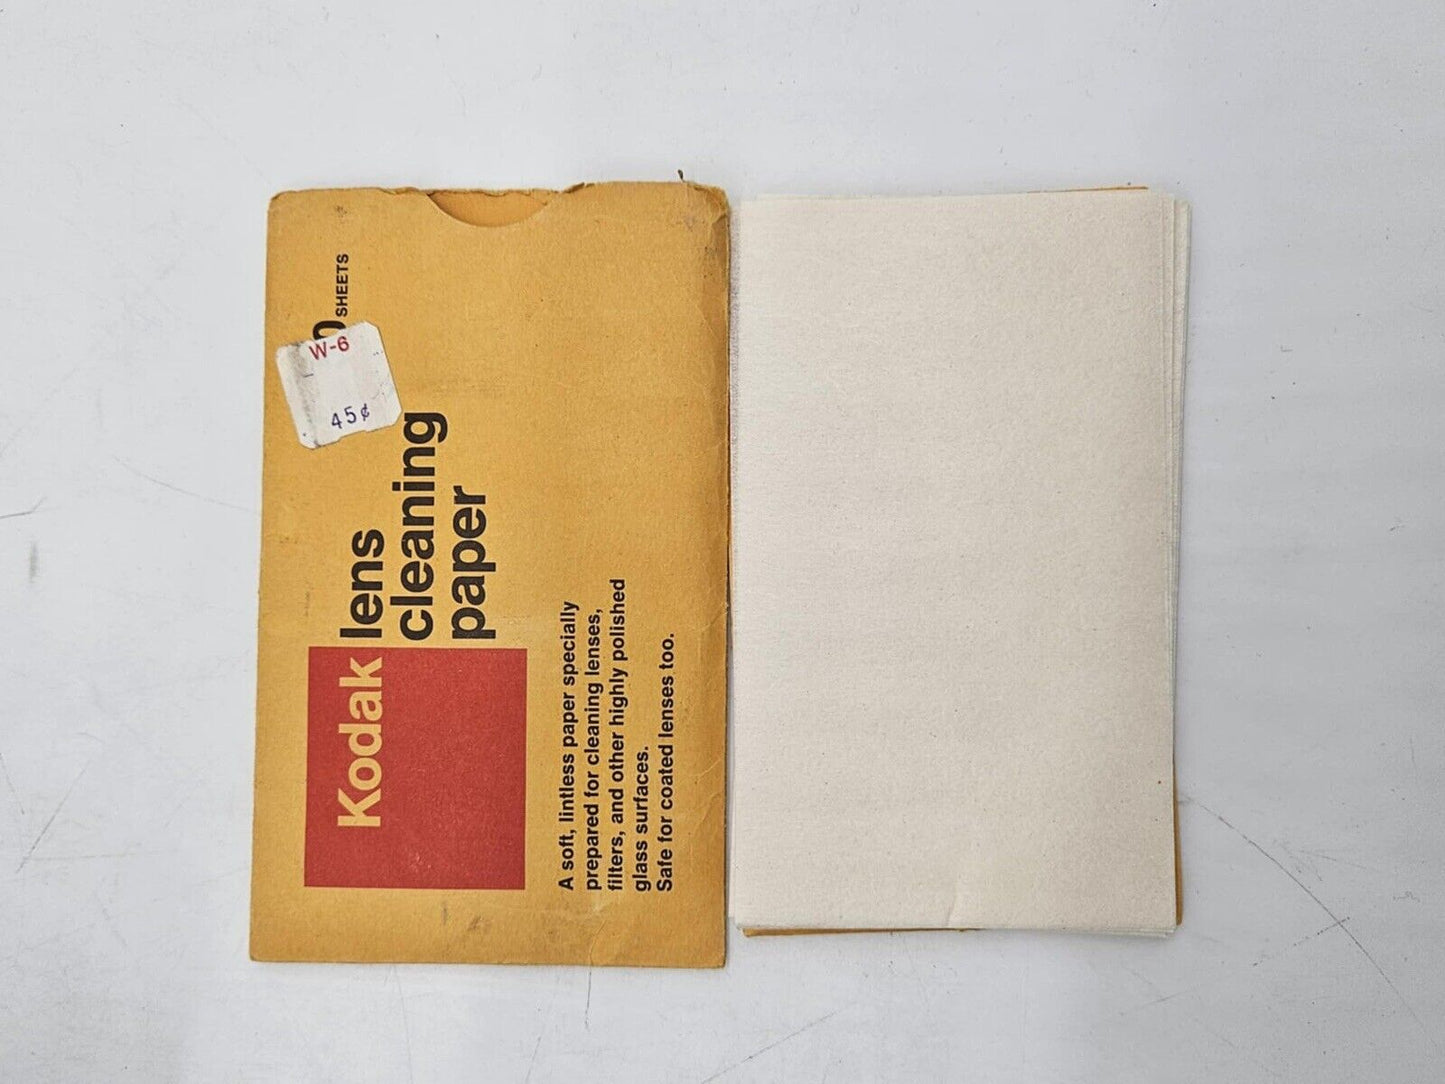 Kodak
lens
cleaning
paper
SHEETS
W-6
45¢
A soft, lintless paper specially
prepared for cleaning lenses,
filters, and other highly polished
glass surfaces.
Safe for coated lenses too.